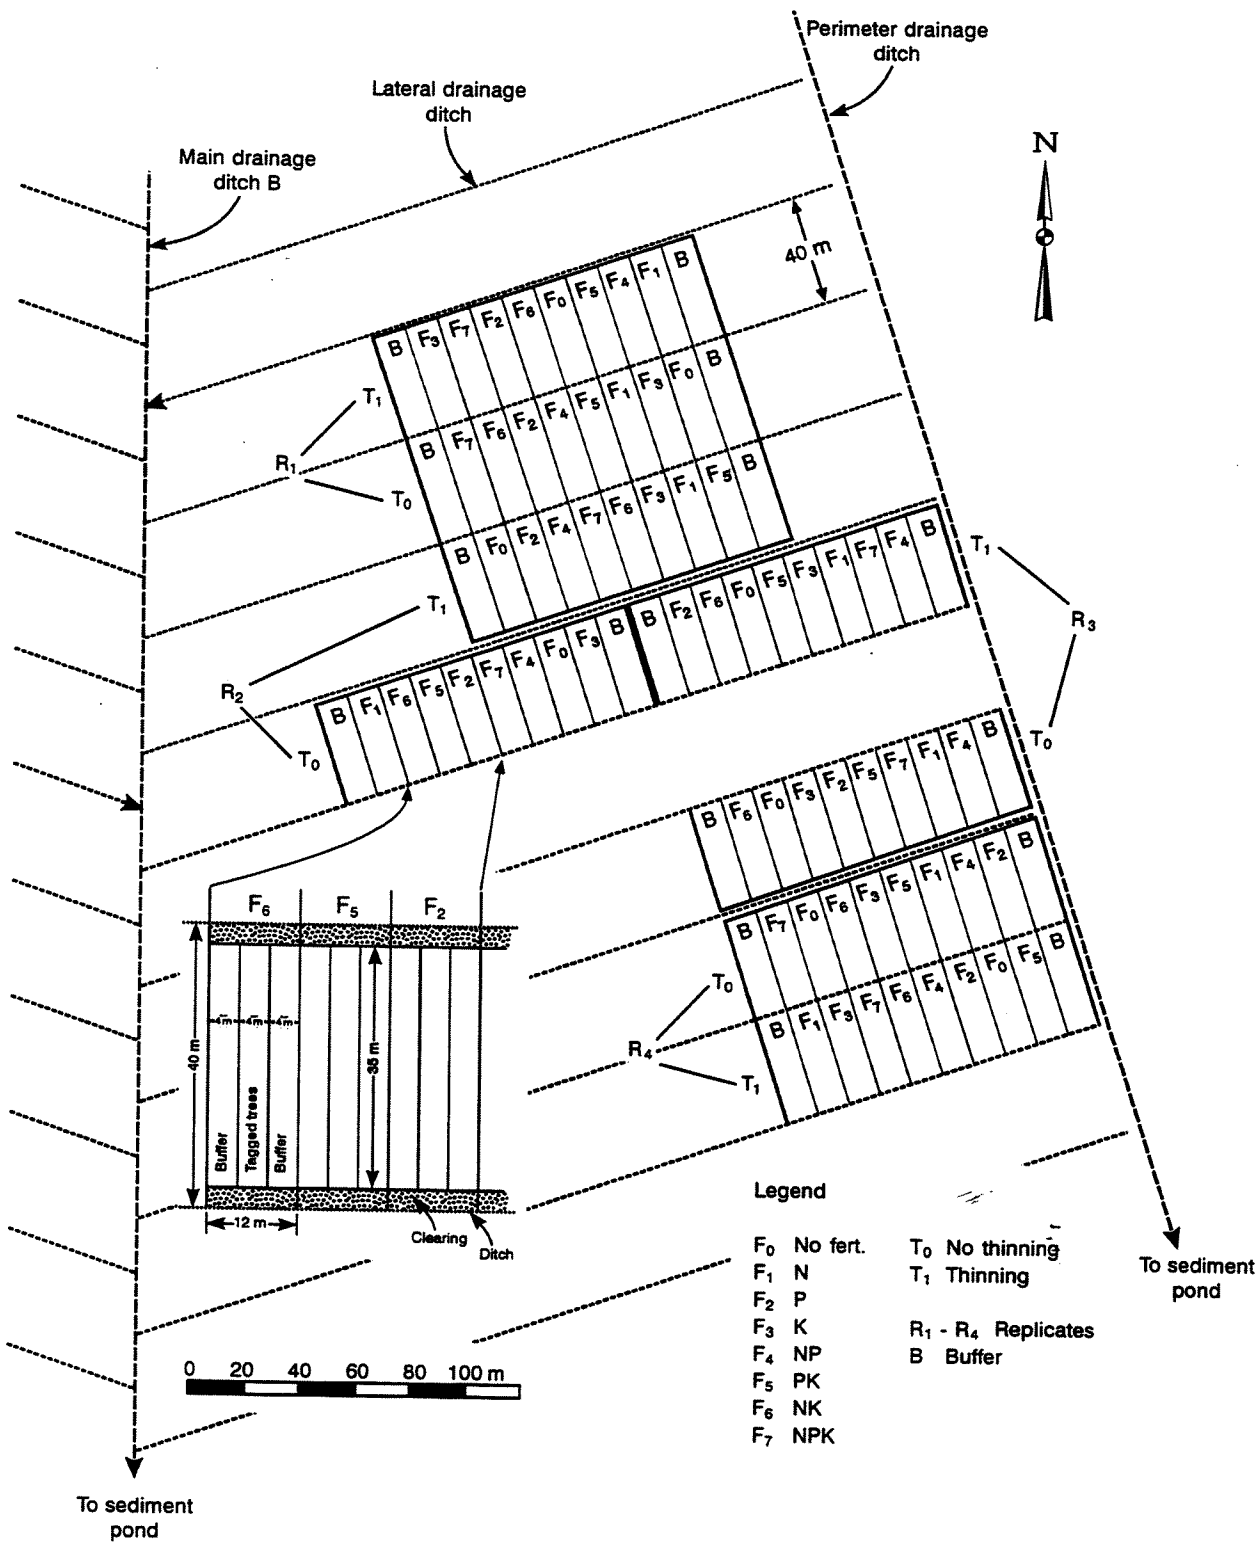 Perimeter drainage
ditch
Lateral drainage
ditch
Main drainage
ditch B
N
40 m
B F₃ F₇ F₂ F₆ F₀ F₅ F₄ F₁ B
T₁
B F₇ F₆ F₂ F₄ F₅ F₁ F₃ F₀ B
R₁
T₀
B F₀ F₂ F₄ F₇ F₆ F₃ F₁ F₅ B
T₁
R₂
T₀
B F₁ F₆ F₅ F₂ F₇ F₄ F₀ F₃ B
B F₂ F₆ F₀ F₅ F₃ F₁ F₇ F₄ B
T₁
R₃
T₀
B F₆ F₀ F₃ F₂ F₅ F₇ F₁ F₄ B
B F₇ F₀ F₆ F₃ F₅ F₁ F₄ F₂ B
T₀
R₄
T₁
B F₁ F₃ F₇ F₆ F₄ F₂ F₀ F₅ B
F₆ F₅ F₂
4m 4m 4m
40 m
35 m
Buffer
Tagged trees
Buffer
12 m
Clearing
Ditch
Legend
F₀ No fert.
F₁ N
F₂ P
F₃ K
F₄ NP
F₅ PK
F₆ NK
F₇ NPK
T₀ No thinning
T₁ Thinning
R₁ - R₄ Replicates
B Buffer
To sediment
pond
0 20 40 60 80 100 m
To sediment
pond